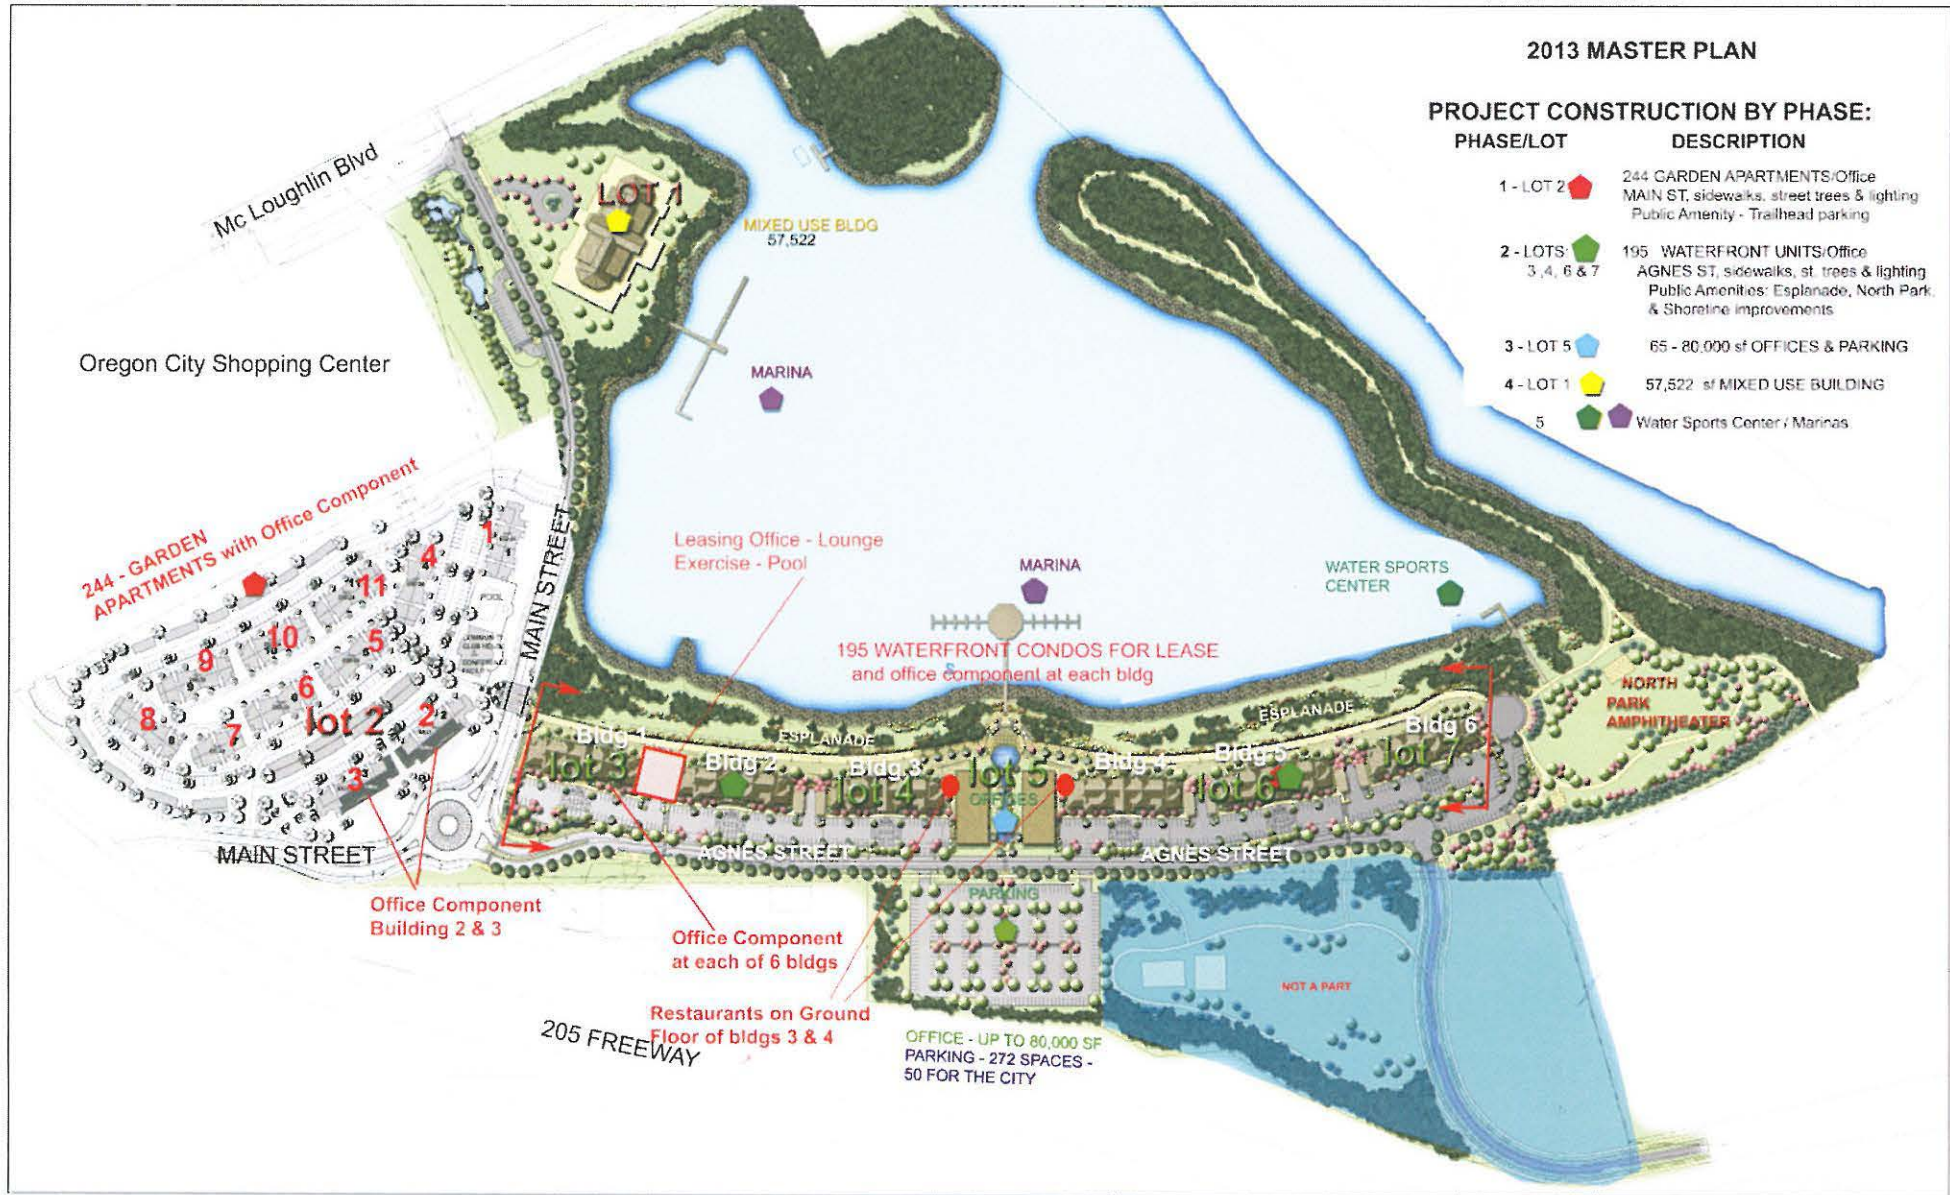 2013 MASTER PLAN
PROJECT CONSTRUCTION BY PHASE:
PHASE/LOT DESCRIPTION
1 - LOT 2 244 GARDEN APARTMENTS/Office
MAIN ST, sidewalks, street trees & lighting
Public Amenity - Trailhead parking
2 - LOTS: 195 WATERFRONT UNITS/Office
3 ,4, 6 & 7 AGNES ST, sidewalks, st. trees & lighting
Public Amenities: Esplanade, North Park,
& Shoreline improvements
3 - LOT 5 65 - 80,000 sf OFFICES & PARKING
4 - LOT 1 57,522 sf MIXED USE BUILDING
5 Water Sports Center / Marinas
Mc Loughlin Blvd
LOT 1
MIXED USE BLDG
57,522
Oregon City Shopping Center
MARINA
244 - GARDEN
APARTMENTS with Office Component
1
4
11
10
5
9
6
8
7
2
3
lot 2
POOL
COMMUNITY
CLUB HOUSE
CONFERENCE
MAIN STREET
Leasing Office - Lounge
Exercise - Pool
MARINA
WATER SPORTS
CENTER
195 WATERFRONT CONDOS FOR LEASE
and office component at each bldg
NORTH
PARK
AMPHITHEATER
ESPLANADE
ESPLANADE
Bldg 1
Bldg 2
Bldg 3
Bldg 4
Bldg 5
Bldg 6
lot 3
lot 4
lot 5
OFFICES
lot 6
lot 7
MAIN STREET
AGNES STREET
AGNES STREET
PARKING
Office Component
Building 2 & 3
Office Component
at each of 6 bldgs
Restaurants on Ground
Floor of bldgs 3 & 4
205 FREEWAY
OFFICE - UP TO 80,000 SF
PARKING - 272 SPACES -
50 FOR THE CITY
NOT A PART